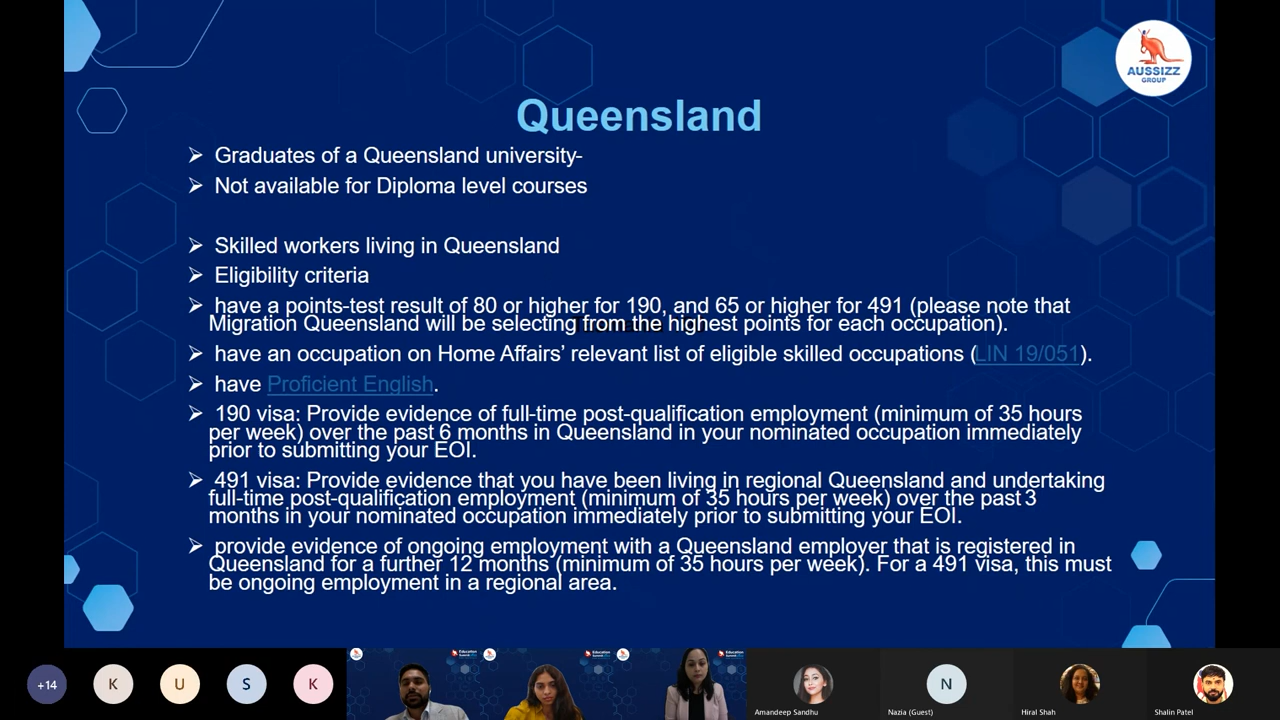 AUSSIZZ
GROUP
Queensland
➢ Graduates of a Queensland university-
➢ Not available for Diploma level courses
➢ Skilled workers living in Queensland
➢ Eligibility criteria
➢ have a points-test result of 80 or higher for 190, and 65 or higher for 491 (please note that
Migration Queensland will be selecting from the highest points for each occupation).
➢ have an occupation on Home Affairs’ relevant list of eligible skilled occupations (LIN 19/051).
➢ have Proficient English.
➢ 190 visa: Provide evidence of full-time post-qualification employment (minimum of 35 hours
per week) over the past 6 months in Queensland in your nominated occupation immediately
prior to submitting your EOI.
➢ 491 visa: Provide evidence that you have been living in regional Queensland and undertaking
full-time post-qualification employment (minimum of 35 hours per week) over the past 3
months in your nominated occupation immediately prior to submitting your EOI.
➢ provide evidence of ongoing employment with a Queensland employer that is registered in
Queensland for a further 12 months (minimum of 35 hours per week). For a 491 visa, this must
be ongoing employment in a regional area.
+14 K U S K N
Amandeep Sandhu Nazia (Guest) Hiral Shah Shalin Patel